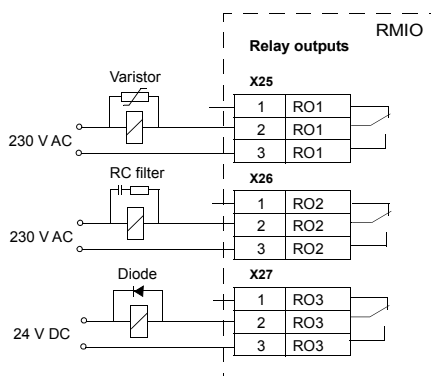 RMIO
Relay outputs
Varistor
X25
1 RO1
2 RO1
3 RO1
230 V AC
RC filter
X26
1 RO2
2 RO2
3 RO2
230 V AC
Diode
X27
1 RO3
2 RO3
3 RO3
24 V DC